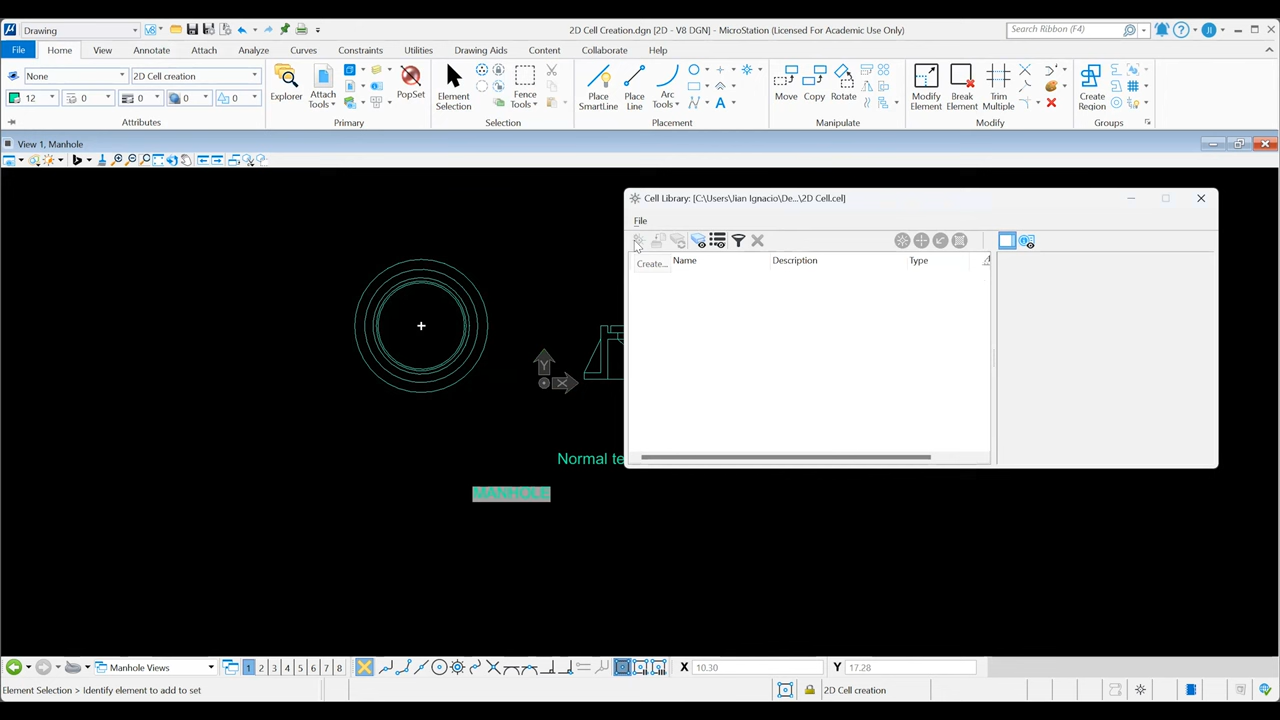 Drawing
2D Cell Creation.dgn [2D - V8 DGN] - MicroStation (Licensed For Academic Use Only)
Search Ribbon (F4)
JI
File Home View Annotate Attach Analyze Curves Constraints Utilities Drawing Aids Content Collaborate Help
None
2D Cell creation
12
0
0
0
0
Explorer
Attach Tools
PopSet
Element Selection
Fence Tools
Place SmartLine
Place Line
Arc Tools
Move
Copy
Rotate
Modify Element
Break Element
Trim Multiple
Create Region
Attributes
Primary
Selection
Placement
Manipulate
Modify
Groups
View 1, Manhole
Cell Library: [C:\Users\Jian Ignacio\De...\2D Cell.cel]
File
Create...
Name Description Type
Y
X
Normal te
MANHOLE
Manhole Views
1 2 3 4 5 6 7 8
X 10.30
Y 17.28
Element Selection > Identify element to add to set
2D Cell creation